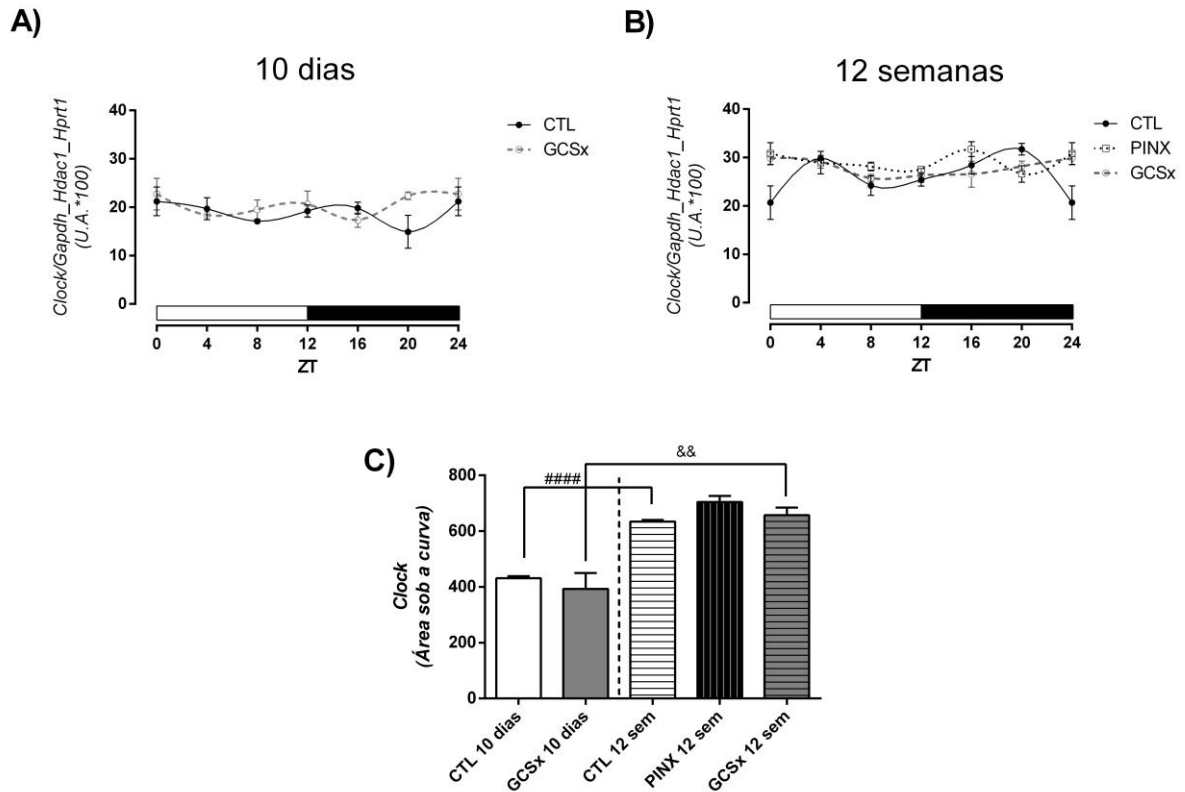 A)
10 dias
Clock/Gapdh_Hdac1_Hprt1
(U.A.*100)
40
30
20
10
0
CTL
GCSx
0 4 8 12 16 20 24
ZT
B)
12 semanas
Clock/Gapdh_Hdac1_Hprt1
(U.A.*100)
40
30
20
10
0
CTL
PINX
GCSx
0 4 8 12 16 20 24
ZT
C)
Clock
(Área sob a curva)
800
600
400
200
0
&&
####
CTL 10 dias
GCSx 10 dias
CTL 12 sem
PINX 12 sem
GCSx 12 sem